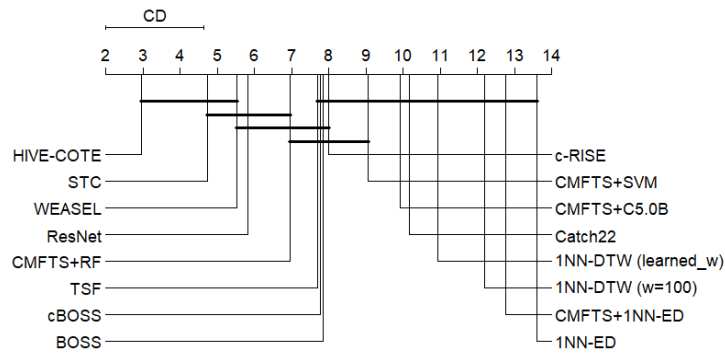 CD
2 3 4 5 6 7 8 9 10 11 12 13 14
HIVE-COTE
STC
WEASEL
ResNet
CMFTS+RF
TSF
cBOSS
BOSS
c-RISE
CMFTS+SVM
CMFTS+C5.0B
Catch22
1NN-DTW (learned_w)
1NN-DTW (w=100)
CMFTS+1NN-ED
1NN-ED